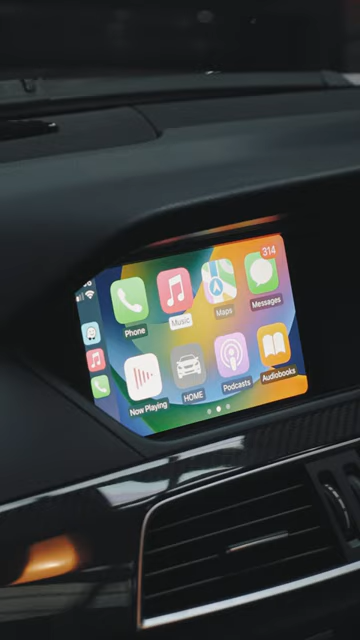 314
Phone
Music
Maps
Messages
Now Playing
HOME
Podcasts
Audiobooks